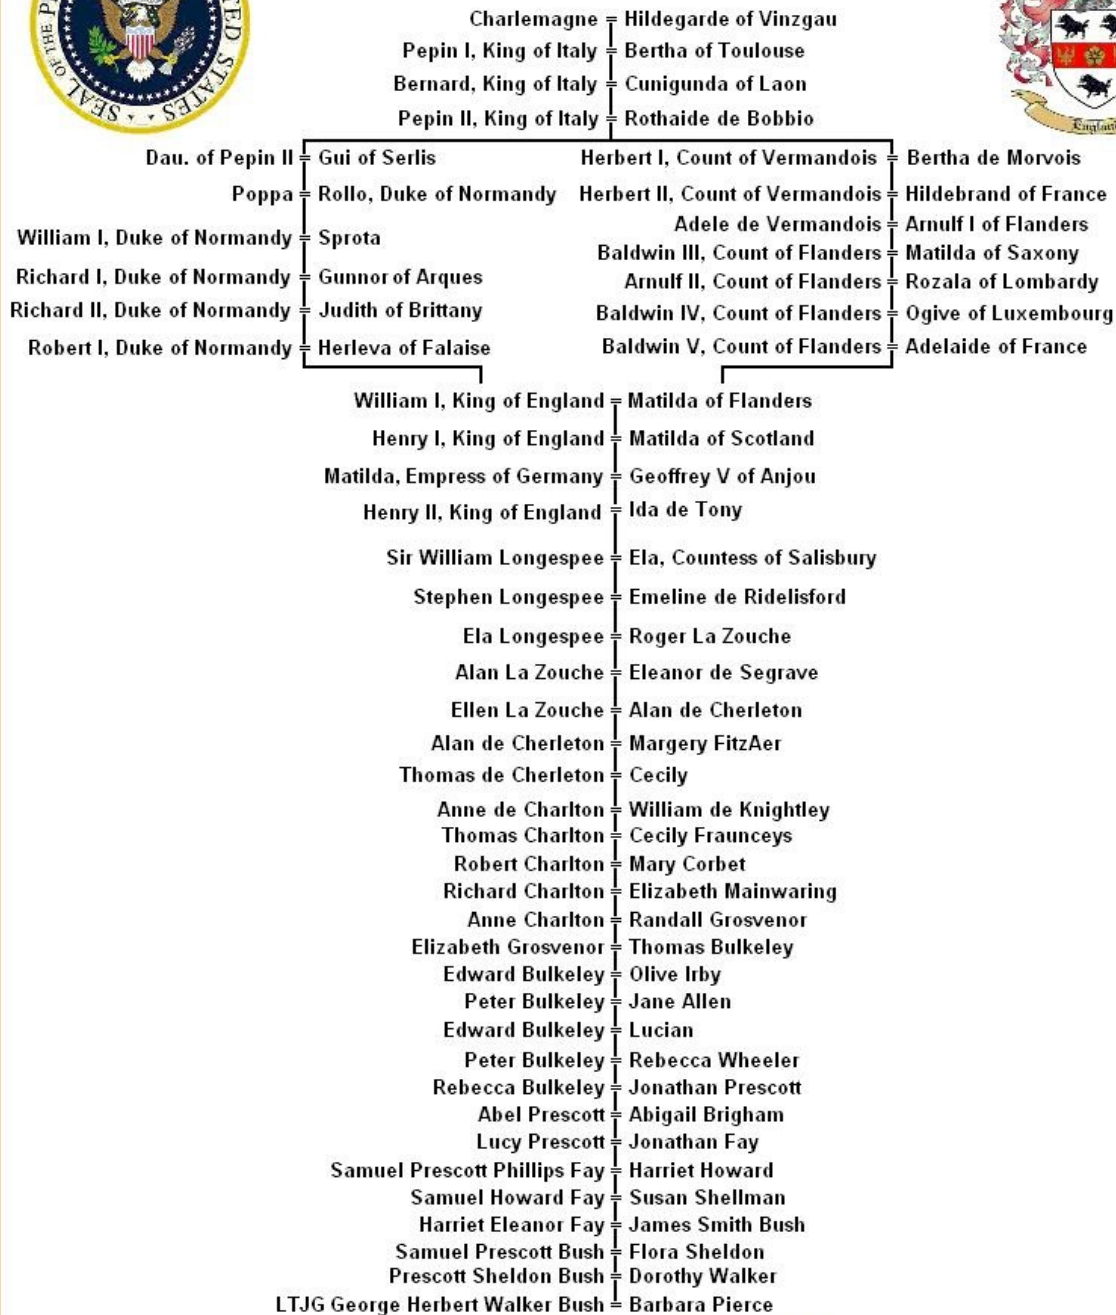 SEAL OF THE P
TED STATES
Charlemagne = Hildegarde of Vinzgau
Pepin I, King of Italy = Bertha of Toulouse
Bernard, King of Italy = Cunigunda of Laon
Pepin II, King of Italy = Rothaide de Bobbio
England
Dau. of Pepin II = Gui of Serlis
Poppa = Rollo, Duke of Normandy
William I, Duke of Normandy = Sprota
Richard I, Duke of Normandy = Gunnor of Arques
Richard II, Duke of Normandy = Judith of Brittany
Robert I, Duke of Normandy = Herleva of Falaise
Herbert I, Count of Vermandois = Bertha de Morvois
Herbert II, Count of Vermandois = Hildebrand of France
Adele de Vermandois = Arnulf I of Flanders
Baldwin III, Count of Flanders = Matilda of Saxony
Arnulf II, Count of Flanders = Rozala of Lombardy
Baldwin IV, Count of Flanders = Ogive of Luxembourg
Baldwin V, Count of Flanders = Adelaide of France
William I, King of England = Matilda of Flanders
Henry I, King of England = Matilda of Scotland
Matilda, Empress of Germany = Geoffrey V of Anjou
Henry II, King of England = Ida de Tony
Sir William Longespee = Ela, Countess of Salisbury
Stephen Longespee = Emeline de Ridelisford
Ela Longespee = Roger La Zouche
Alan La Zouche = Eleanor de Segrave
Ellen La Zouche = Alan de Cherleton
Alan de Cherleton = Margery FitzAer
Thomas de Cherleton = Cecily
Anne de Charlton = William de Knightley
Thomas Charlton = Cecily Fraunceys
Robert Charlton = Mary Corbet
Richard Charlton = Elizabeth Mainwaring
Anne Charlton = Randall Grosvenor
Elizabeth Grosvenor = Thomas Bulkeley
Edward Bulkeley = Olive Irby
Peter Bulkeley = Jane Allen
Edward Bulkeley = Lucian
Peter Bulkeley = Rebecca Wheeler
Rebecca Bulkeley = Jonathan Prescott
Abel Prescott = Abigail Brigham
Lucy Prescott = Jonathan Fay
Samuel Prescott Phillips Fay = Harriet Howard
Samuel Howard Fay = Susan Shellman
Harriet Eleanor Fay = James Smith Bush
Samuel Prescott Bush = Flora Sheldon
Prescott Sheldon Bush = Dorothy Walker
LTJG George Herbert Walker Bush = Barbara Pierce